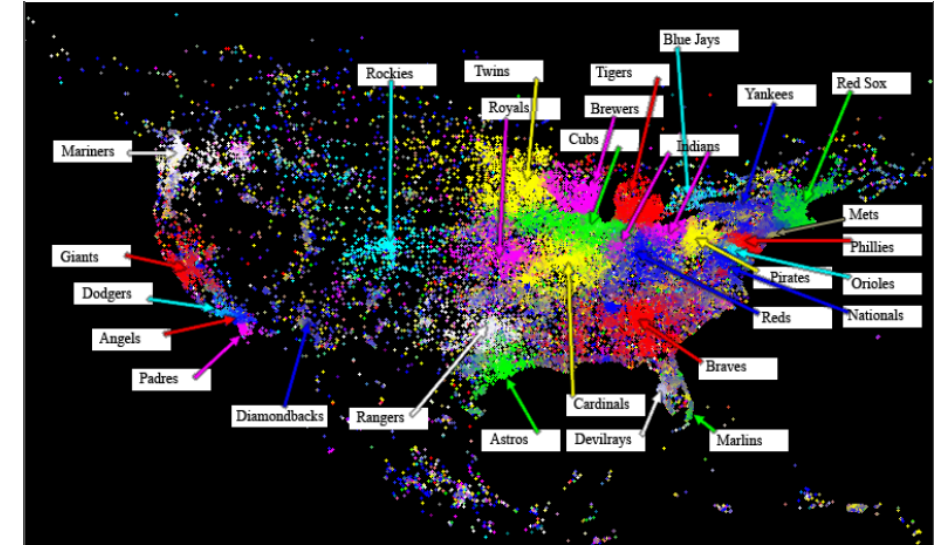 Blue Jays
Rockies
Twins
Tigers
Red Sox
Yankees
Royals
Brewers
Cubs
Indians
Mariners
Mets
Phillies
Giants
Pirates
Orioles
Dodgers
Reds
Nationals
Angels
Braves
Padres
Diamondbacks
Rangers
Cardinals
Astros
Devilrays
Marlins